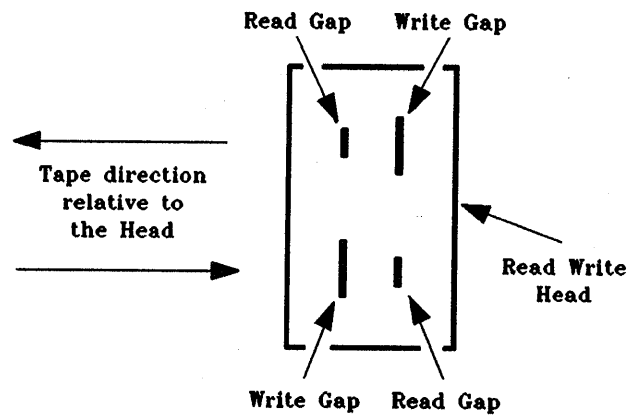 Read Gap
Write Gap
Tape direction
relative to
the Head
Read Write
Head
Write Gap
Read Gap